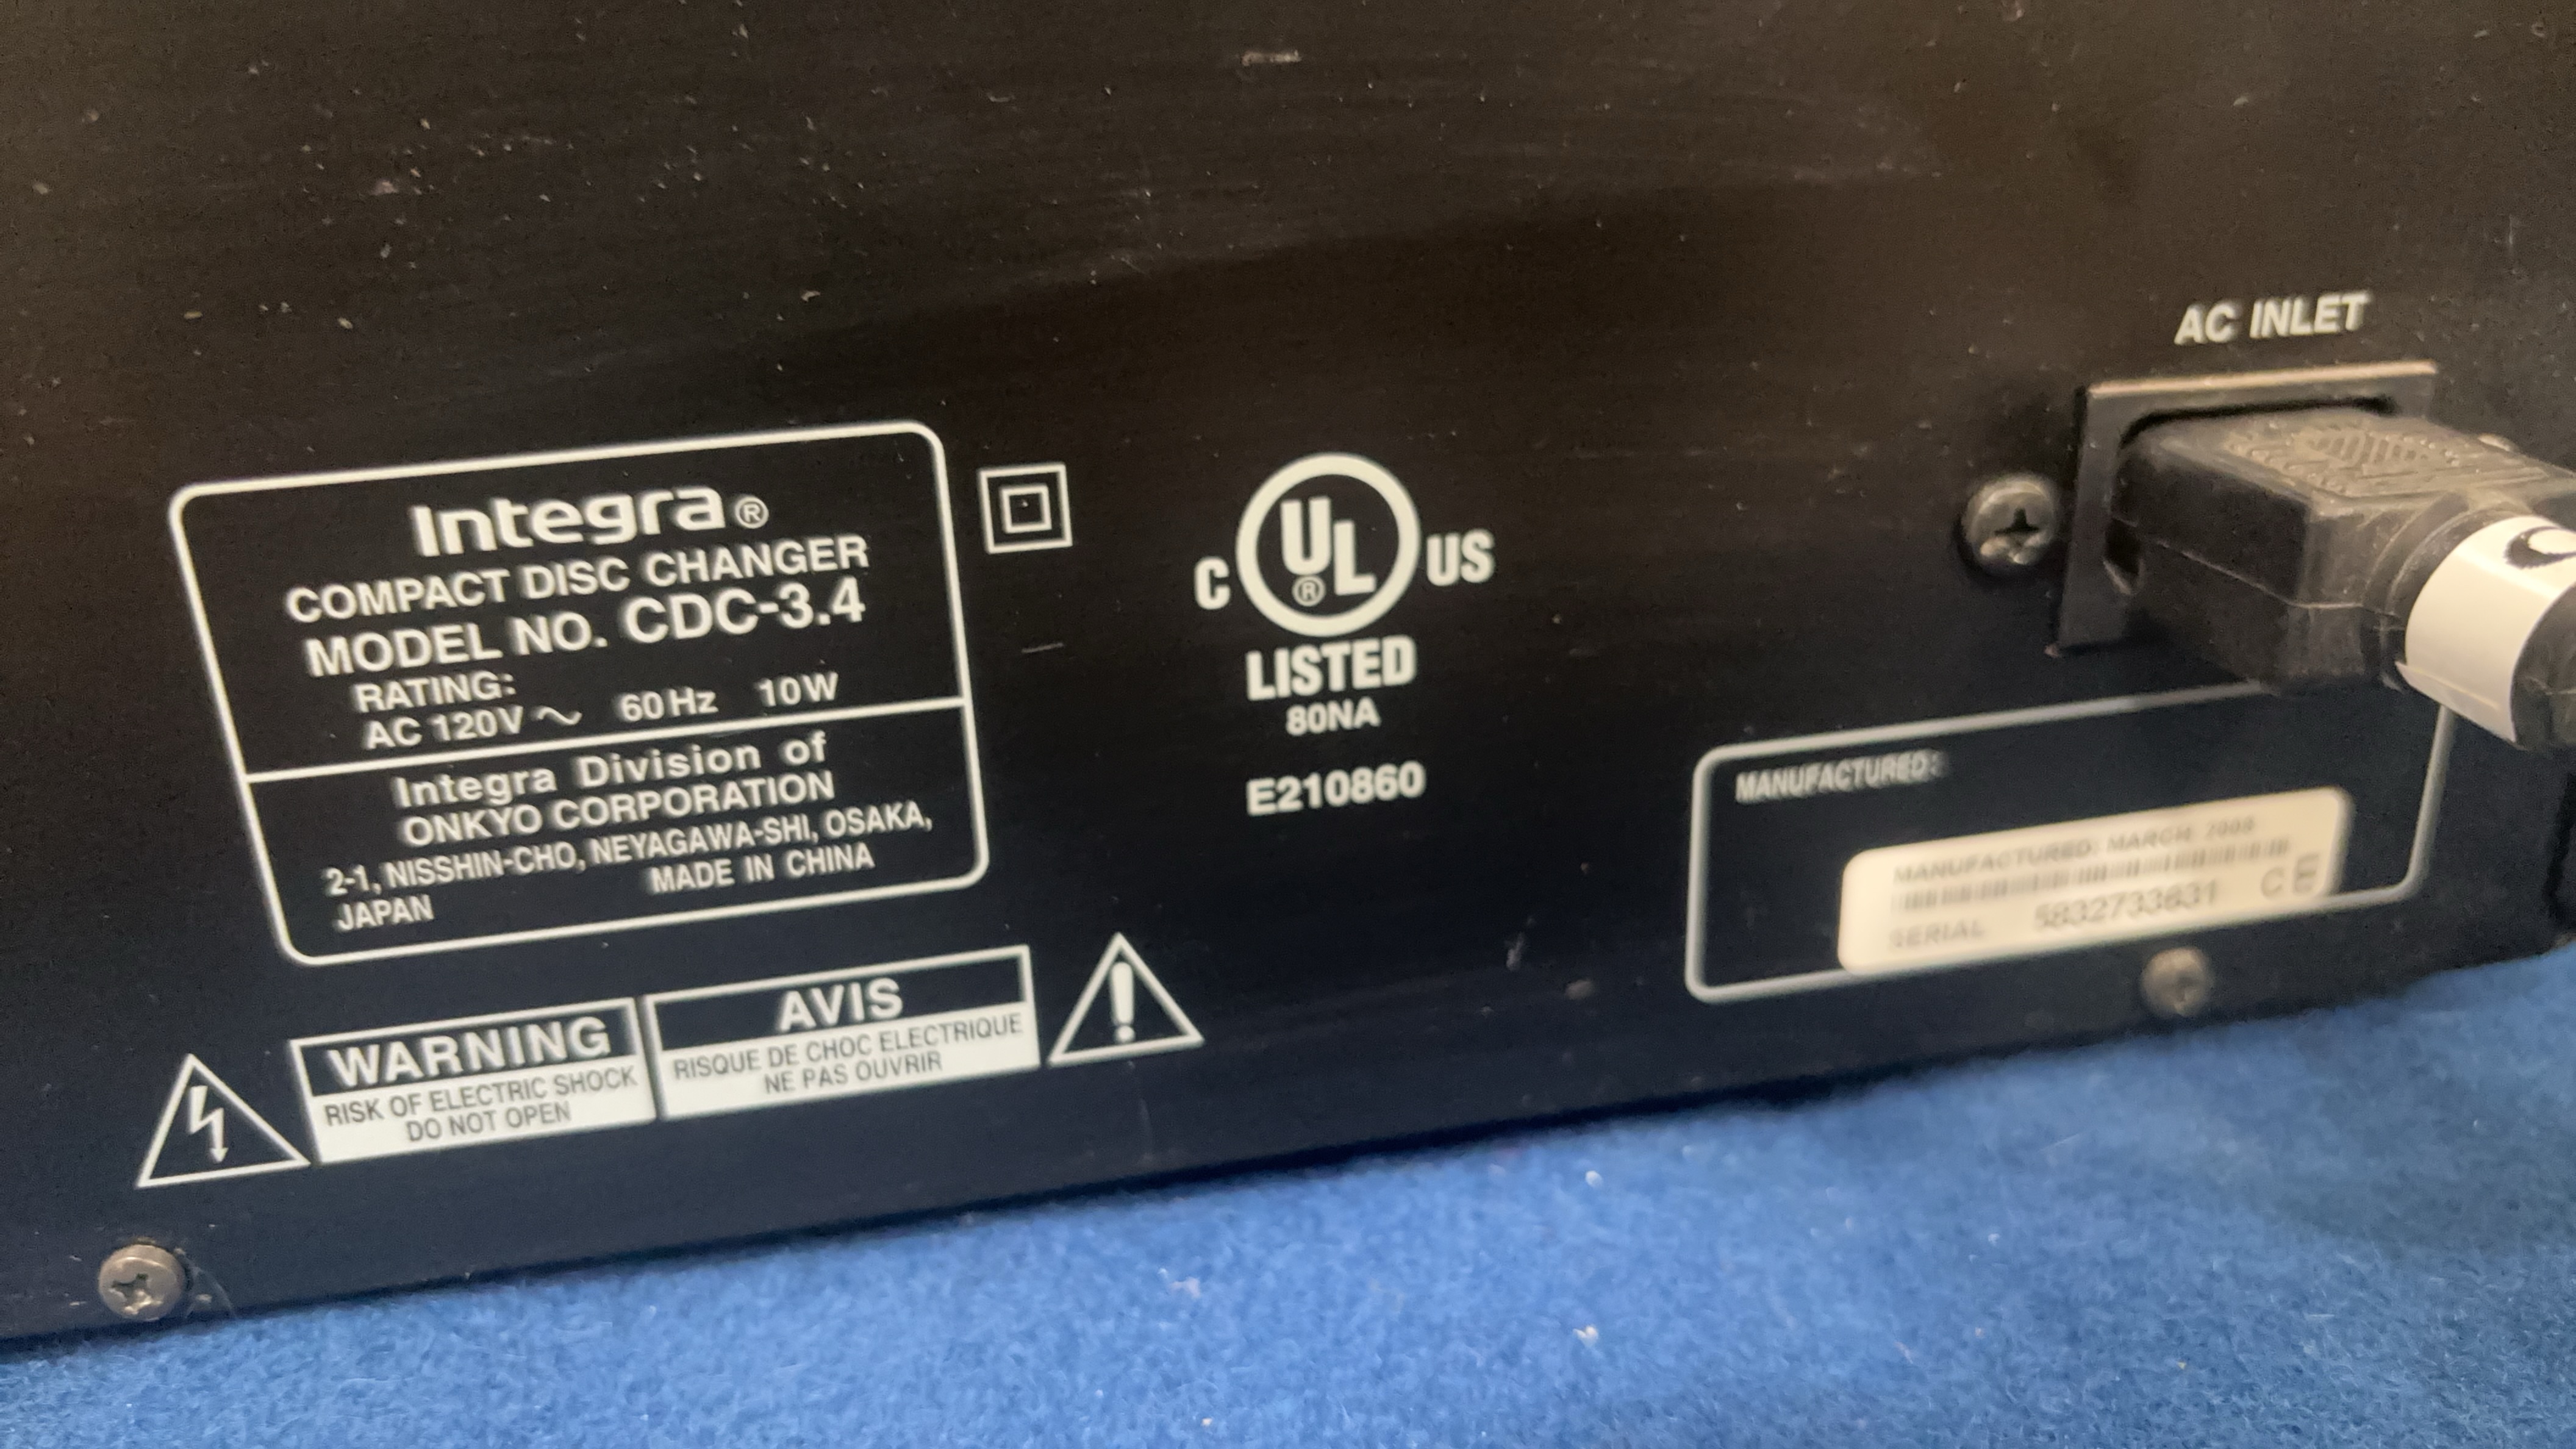 AC INLET
Integra®
COMPACT DISC CHANGER
MODEL NO. CDC-3.4
RATING:
AC 120V ~ 60Hz 10W
Integra Division of
ONKYO CORPORATION
2-1, NISSHIN-CHO, NEYAGAWA-SHI, OSAKA,
JAPAN MADE IN CHINA
C UL® US
LISTED
80NA
E210860
MANUFACTURED:
MANUFACTURED: MARCH
SERIAL
CE
WARNING
RISK OF ELECTRIC SHOCK
DO NOT OPEN
AVIS
RISQUE DE CHOC ELECTRIQUE
NE PAS OUVRIR